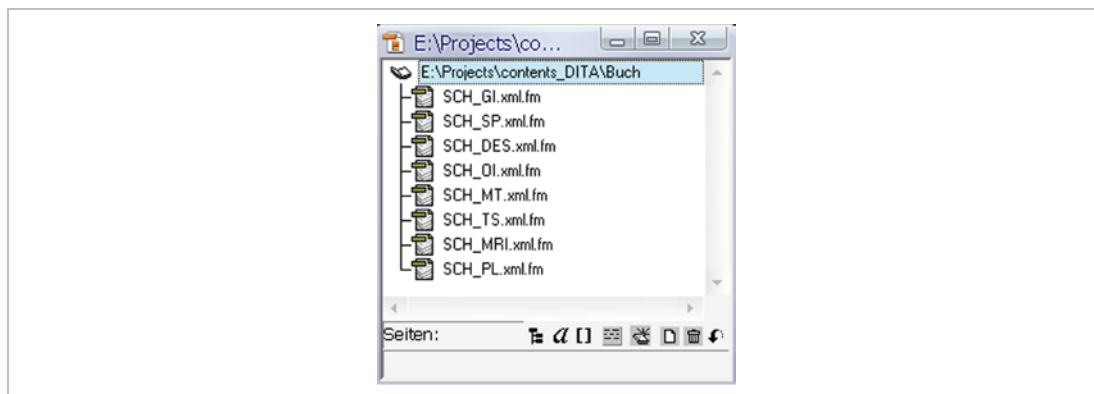 E:\Projects\co...
E:\Projects\contents_DITA\Buch
SCH_GI.xml.fm
SCH_SP.xml.fm
SCH_DES.xml.fm
SCH_OI.xml.fm
SCH_MT.xml.fm
SCH_TS.xml.fm
SCH_MRI.xml.fm
SCH_PL.xml.fm
Seiten: